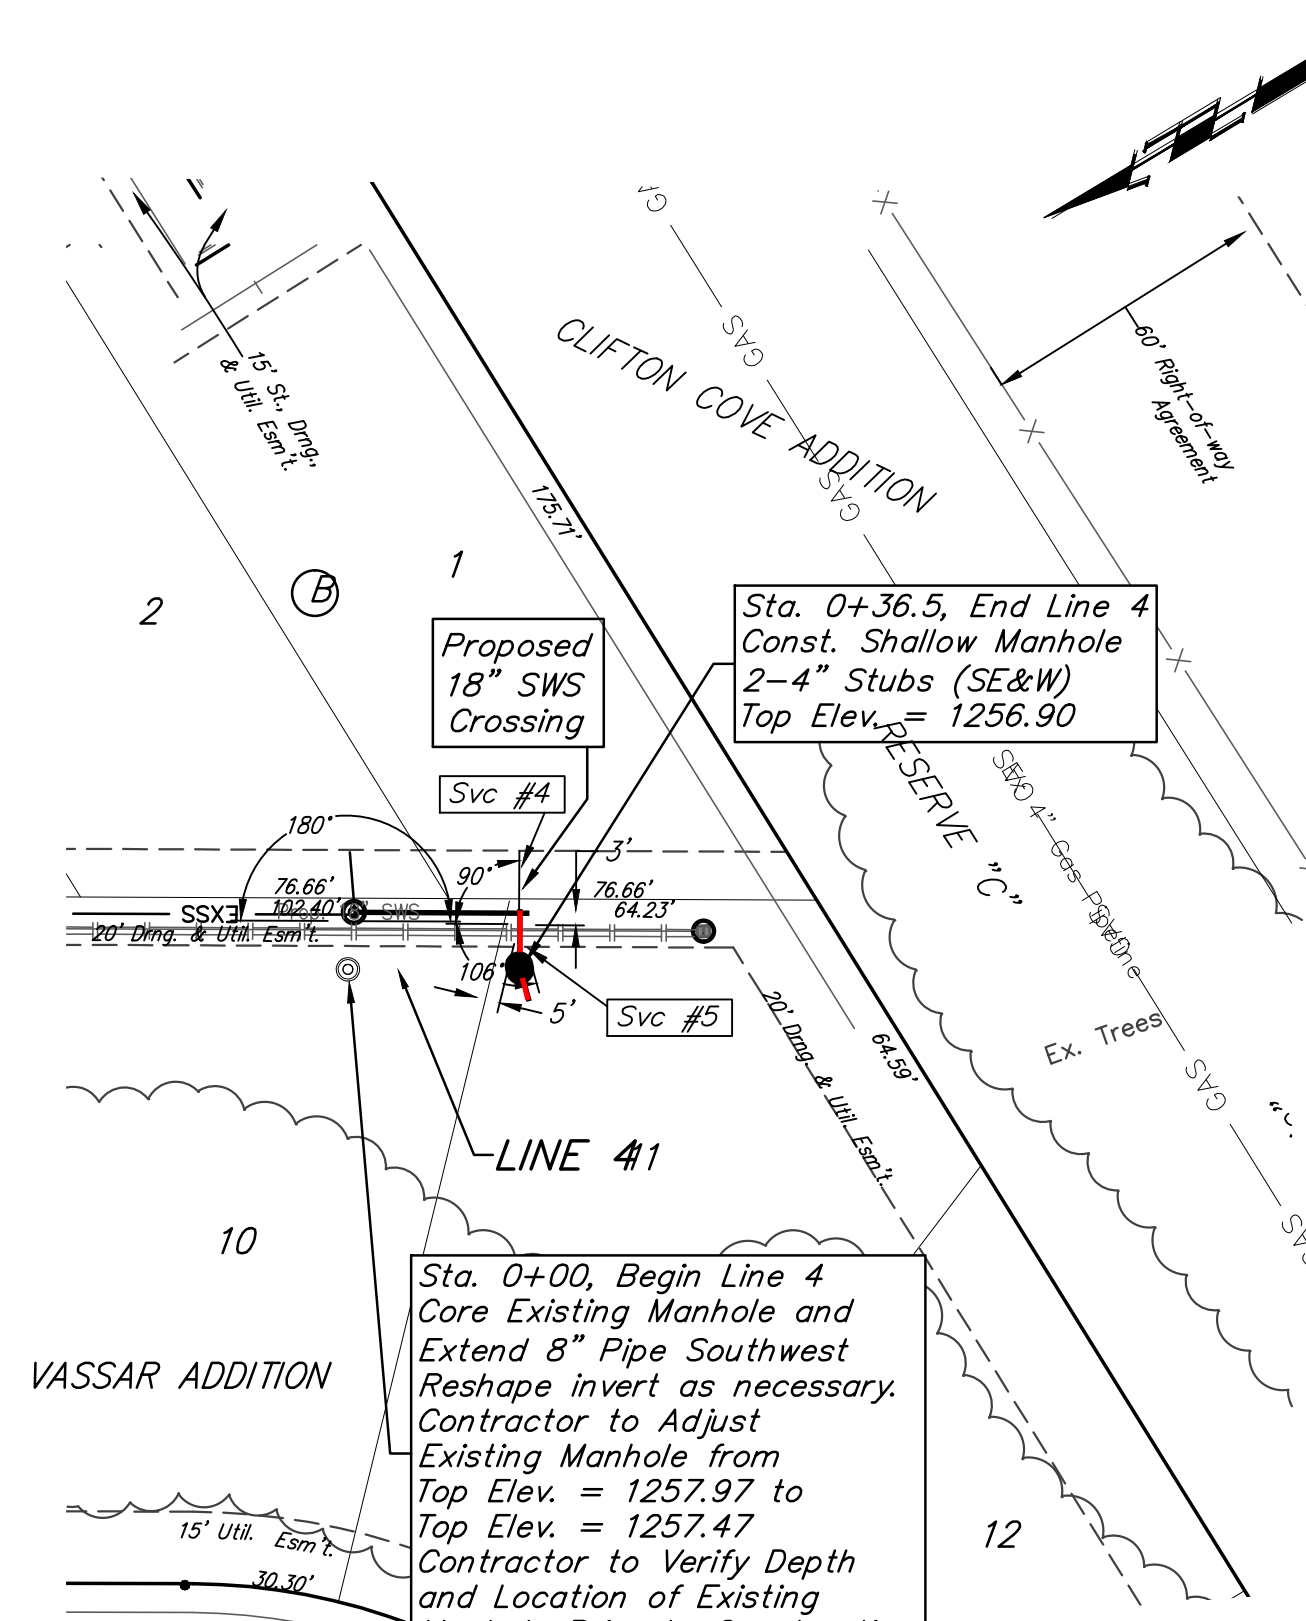 GAS
15' St., Drng.,
& Util. Esm't.
CLIFTON COVE ADDITION
GAS
60' Right-of-way
Agreement
GAS
175.71'
1
B
2
Proposed
18" SWS
Crossing
Sta. 0+36.5, End Line 4
Const. Shallow Manhole
2-4" Stubs (SE&W)
Top Elev. = 1256.90
RESERVE "C"
Svc #4
180°
90°
3'
76.66'
102.40'
76.66'
64.23'
EXSS
SWS
20' Drng. & Util. Esm't.
106°
5'
Svc #5
20' Drng. & Util. Esm't.
64.59'
Ex. Trees
GAS
LINE 4
10
VASSAR ADDITION
Sta. 0+00, Begin Line 4
Core Existing Manhole and
Extend 8" Pipe Southwest
Reshape invert as necessary.
Contractor to Adjust
Existing Manhole from
Top Elev. = 1257.97 to
Top Elev. = 1257.47
Contractor to Verify Depth
and Location of Existing
15' Util. Esm't.
30.30'
12
GAS